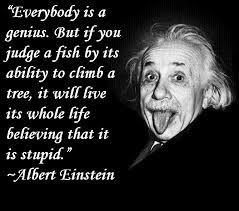 “Everybody is a
genius. But if you
judge a fish by its
ability to climb a
tree, it will live
its whole life
believing that it
is stupid.”
~Albert Einstein